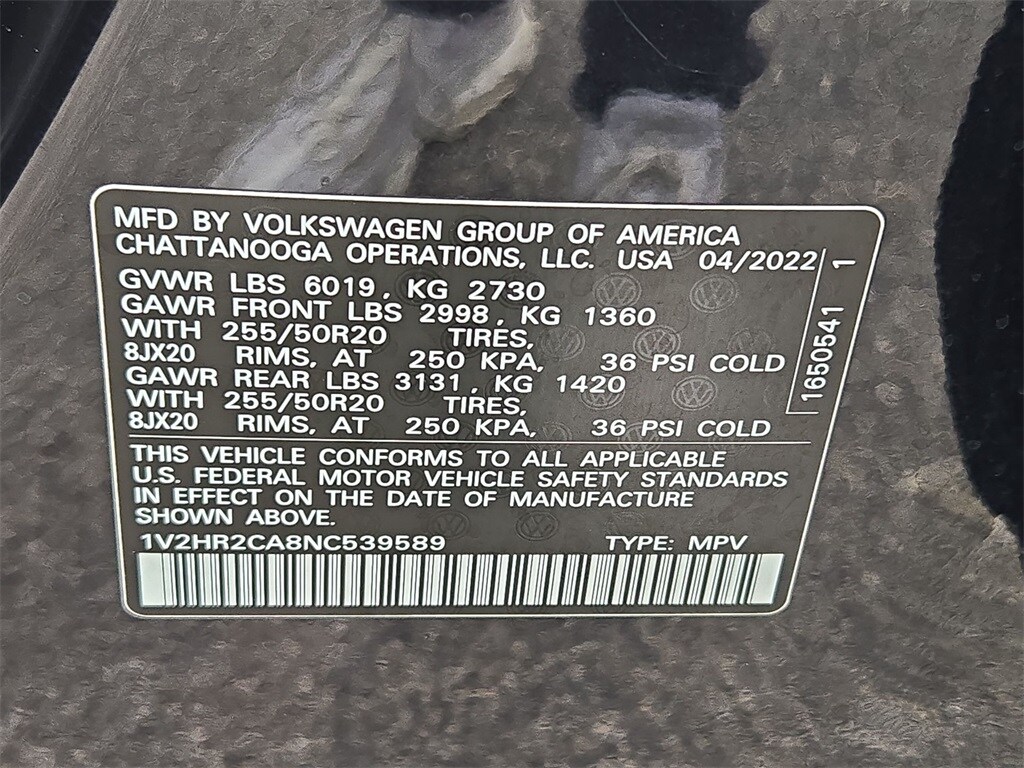 MFD BY VOLKSWAGEN GROUP OF AMERICA
CHATTANOOGA OPERATIONS, LLC. USA 04/2022
GVWR LBS 6019, KG 2730
GAWR FRONT LBS 2998, KG 1360
WITH 255/50R20 TIRES,
8JX20 RIMS, AT 250 KPA, 36 PSI COLD
GAWR REAR LBS 3131, KG 1420
WITH 255/50R20 TIRES,
8JX20 RIMS, AT 250 KPA, 36 PSI COLD
1650541 1
THIS VEHICLE CONFORMS TO ALL APPLICABLE
U.S. FEDERAL MOTOR VEHICLE SAFETY STANDARDS
IN EFFECT ON THE DATE OF MANUFACTURE
SHOWN ABOVE.
1V2HR2CA8NC539589 TYPE: MPV